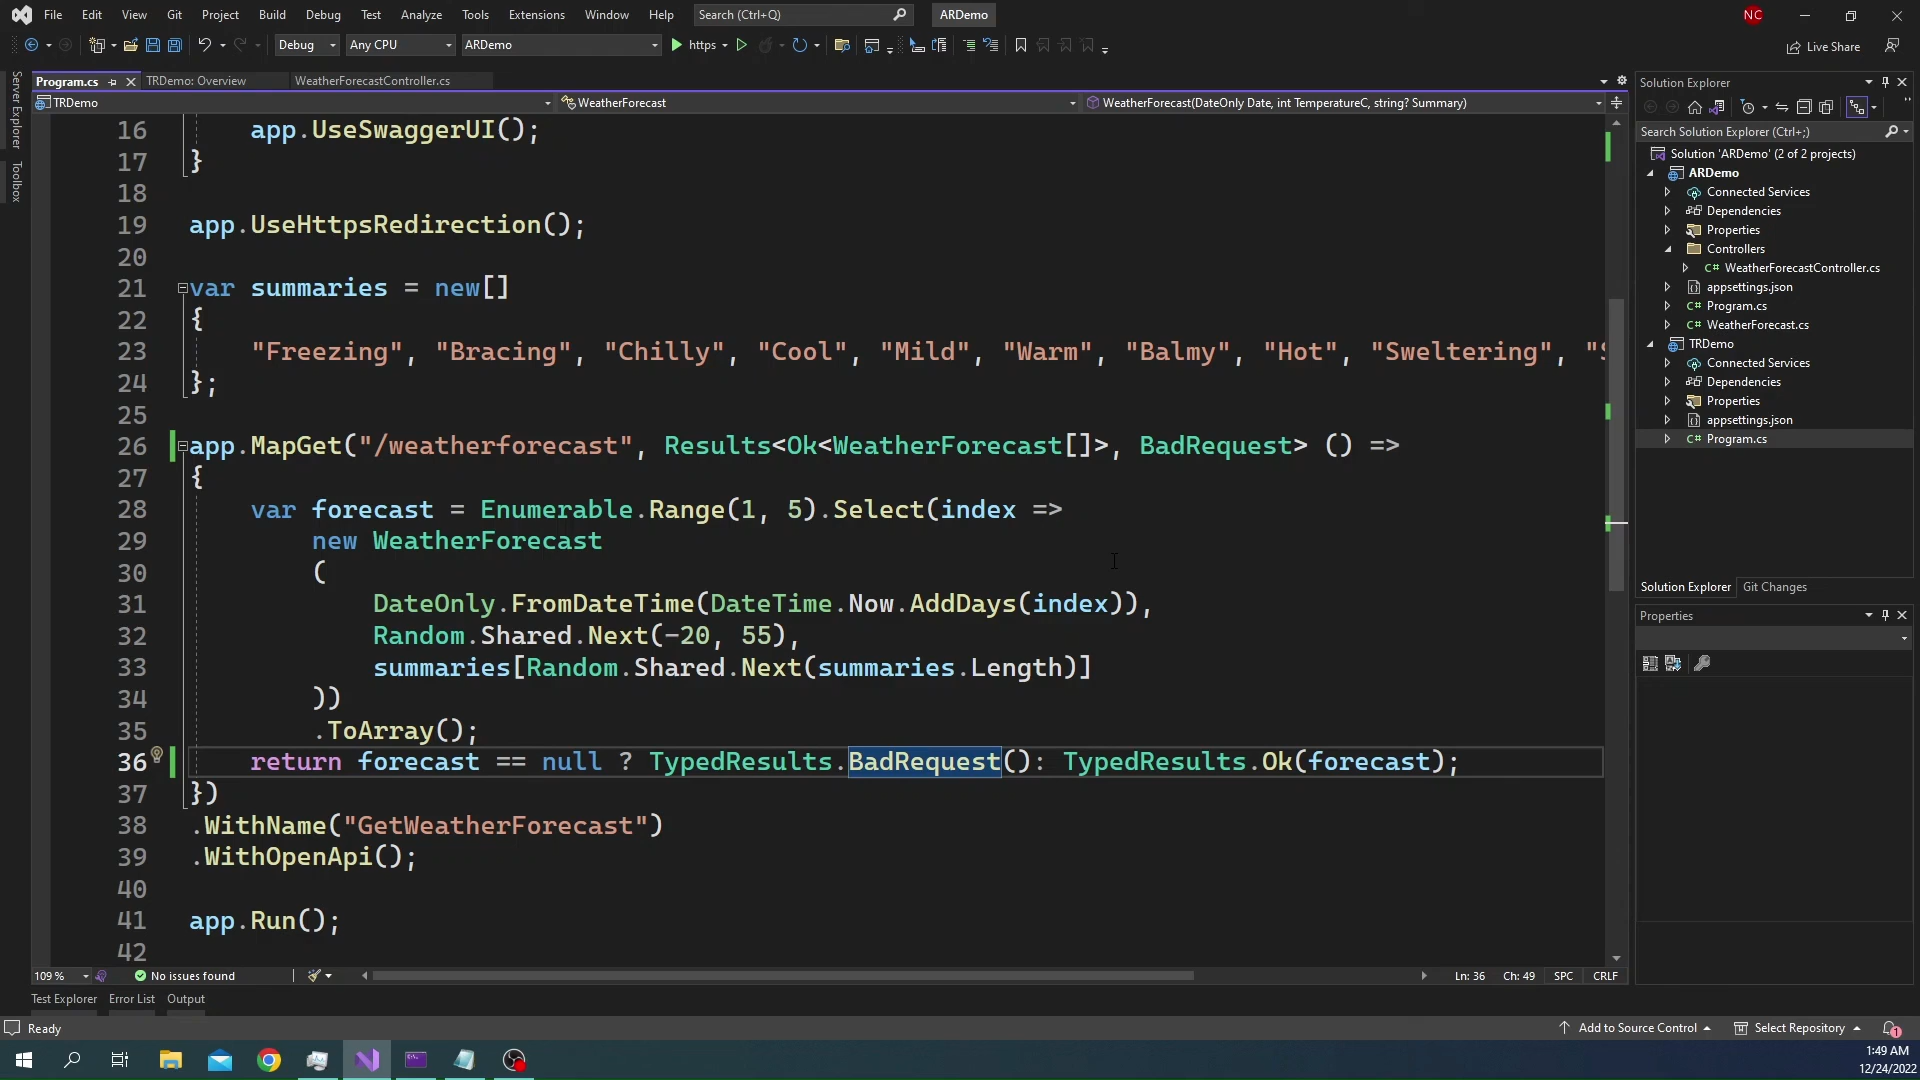 File Edit View Git Project Build Debug Test Analyze Tools Extensions Window Help Search (Ctrl+Q) ARDemo NC
Debug Any CPU ARDemo https Live Share
Server Explorer
Toolbox
Program.cs TRDemo: Overview WeatherForecastController.cs
TRDemo WeatherForecast WeatherForecast(DateOnly Date, int TemperatureC, string? Summary)
16 app.UseSwaggerUI();
17 }
18
19 app.UseHttpsRedirection();
20
21 var summaries = new[]
22 {
23 "Freezing", "Bracing", "Chilly", "Cool", "Mild", "Warm", "Balmy", "Hot", "Sweltering", "S
24 };
25
26 app.MapGet("/weatherforecast", Results<Ok<WeatherForecast[]>, BadRequest> () =>
27 {
28 var forecast = Enumerable.Range(1, 5).Select(index =>
29 new WeatherForecast
30 (
31 DateOnly.FromDateTime(DateTime.Now.AddDays(index)),
32 Random.Shared.Next(-20, 55),
33 summaries[Random.Shared.Next(summaries.Length)]
34 ))
35 .ToArray();
36 return forecast == null ? TypedResults.BadRequest(): TypedResults.Ok(forecast);
37 })
38 .WithName("GetWeatherForecast")
39 .WithOpenApi();
40
41 app.Run();
42
109 % No issues found Ln: 36 Ch: 49 SPC CRLF
Test Explorer Error List Output
Solution Explorer
Search Solution Explorer (Ctrl+;)
Solution 'ARDemo' (2 of 2 projects)
ARDemo
Connected Services
Dependencies
Properties
Controllers
C# WeatherForecastController.cs
appsettings.json
C# Program.cs
C# WeatherForecast.cs
TRDemo
Connected Services
Dependencies
Properties
appsettings.json
C# Program.cs
Solution Explorer Git Changes
Properties
Ready Add to Source Control Select Repository 1
1:49 AM
12/24/2022